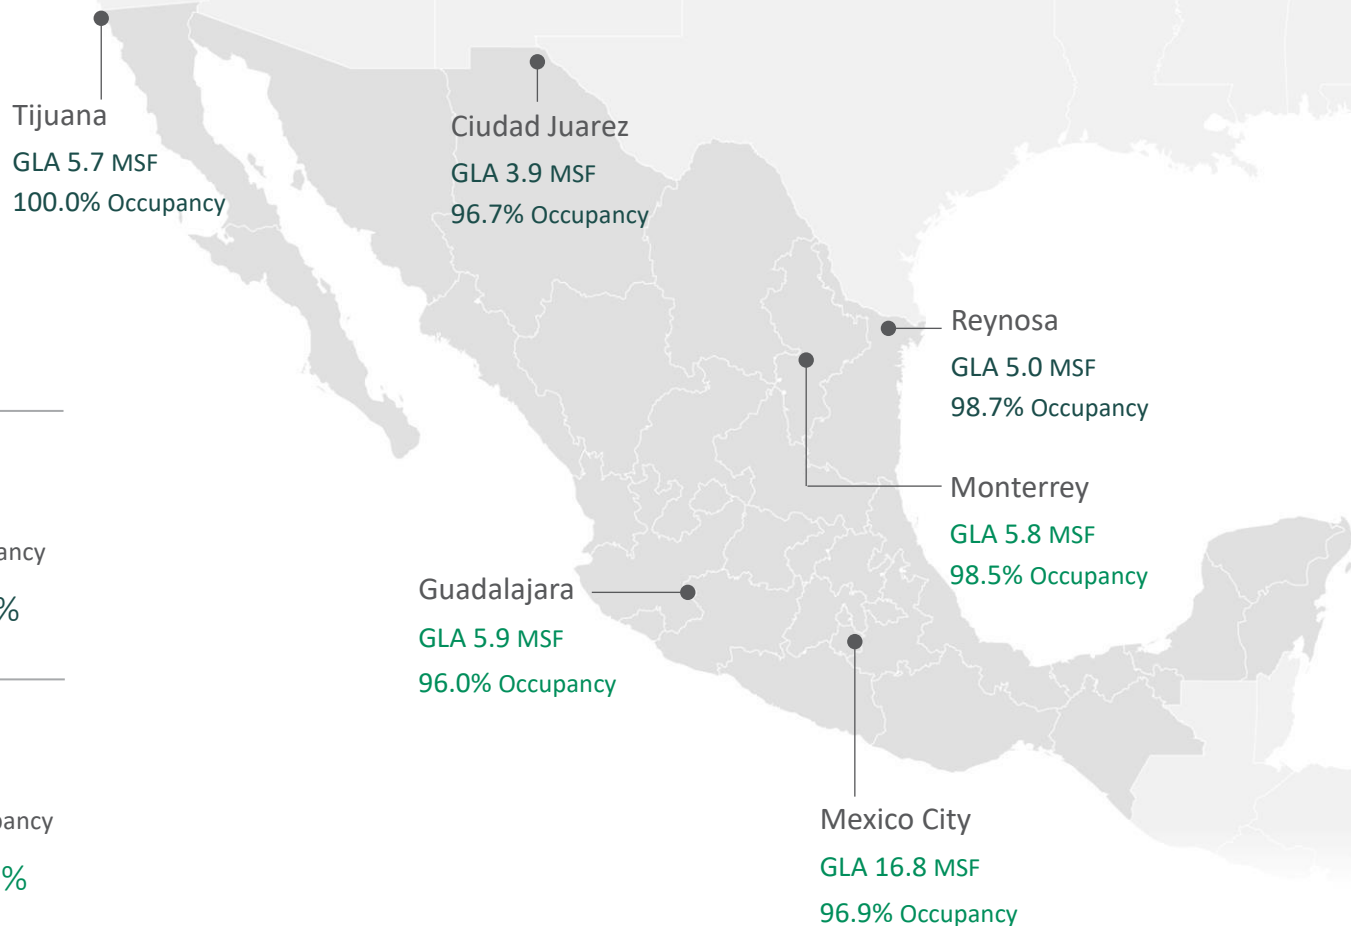 Tijuana
GLA 5.7 MSF
100.0% Occupancy
Ciudad Juarez
GLA 3.9 MSF
96.7% Occupancy
Reynosa
GLA 5.0 MSF
98.7% Occupancy
Monterrey
GLA 5.8 MSF
98.5% Occupancy
Guadalajara
GLA 5.9 MSF
96.0% Occupancy
Mexico City
GLA 16.8 MSF
96.9% Occupancy
%
%